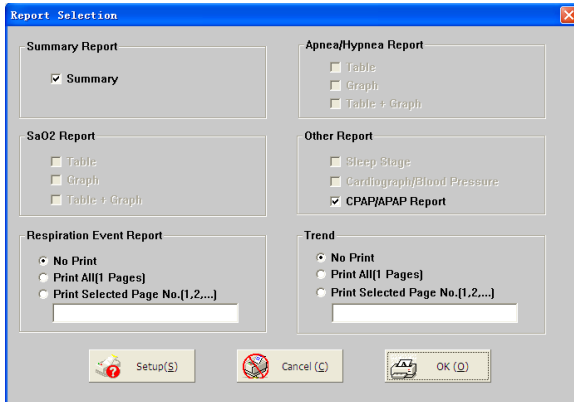 Report Selection
Summary Report
Summary
Apnea/Hypnea Report
Table
Graph
Table + Graph
SaO2 Report
Table
Graph
Table + Graph
Other Report
Sleep Stage
Cardiograph/Blood Pressure
CPAP/APAP Report
Respiration Event Report
No Print
Print All(1 Pages)
Print Selected Page No.(1,2,...)
Trend
No Print
Print All(1 Pages)
Print Selected Page No.(1,2,...)
Setup(S)
Cancel (C)
OK (O)